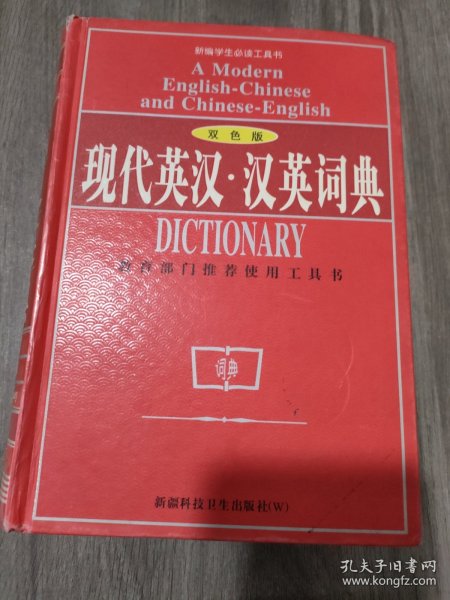 新编学生必读工具书
A Modern
English-Chinese
and Chinese-English
双色版
现代英汉·汉英词典
DICTIONARY
教育部门推荐使用工具书
词典
新疆科技卫生出版社(W)
孔夫子旧书网
www.kongfz.com